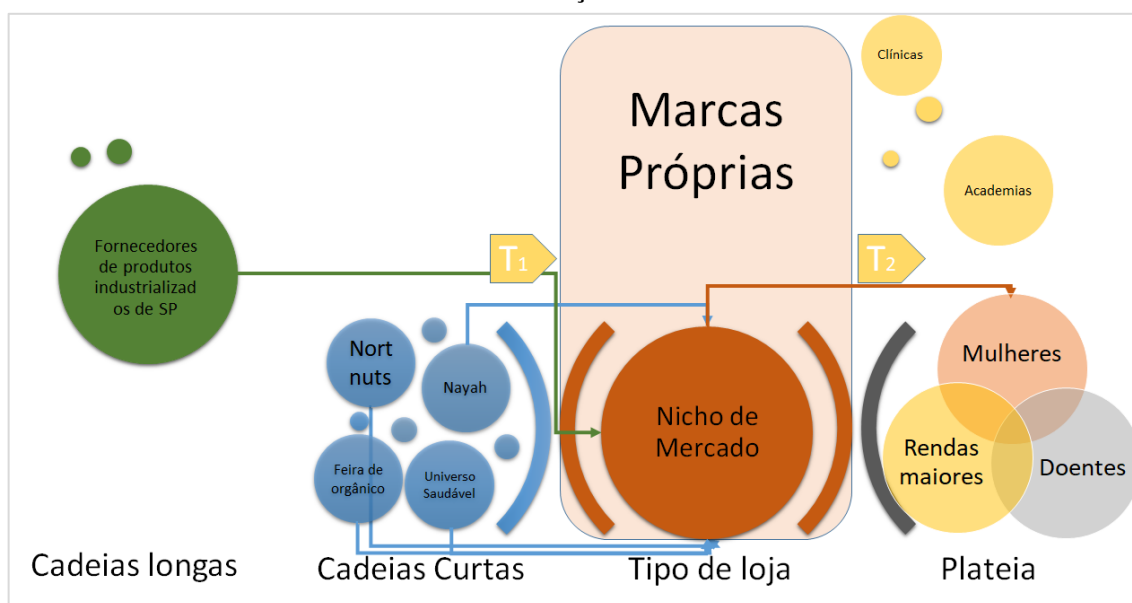 Clínicas
Marcas
Próprias
Academias
Fornecedores
de produtos
industrializad
os de SP
T1
T2
Nort
nuts
Nayah
Mulheres
Nicho de
Mercado
Rendas
maiores
Doentes
Feira de
orgânico
Universo
Saudável
Cadeias longas
Cadeias Curtas
Tipo de loja
Plateia